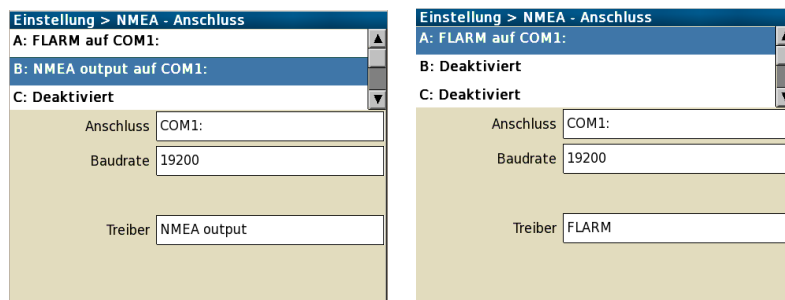 Einstellung > NMEA - Anschluss
A: FLARM auf COM1:
B: NMEA output auf COM1:
C: Deaktiviert
Anschluss COM1:
Baudrate 19200
Treiber NMEA output
Einstellung > NMEA - Anschluss
A: FLARM auf COM1:
B: Deaktiviert
C: Deaktiviert
Anschluss COM1:
Baudrate 19200
Treiber FLARM